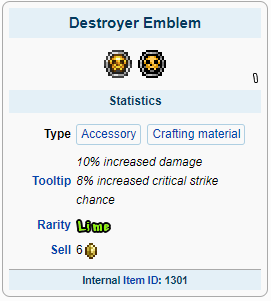 Destroyer Emblem
Statistics
Type Accessory Crafting material
10% increased damage
Tooltip 8% increased critical strike
chance
Rarity Lime
Sell 6
Internal Item ID: 1301